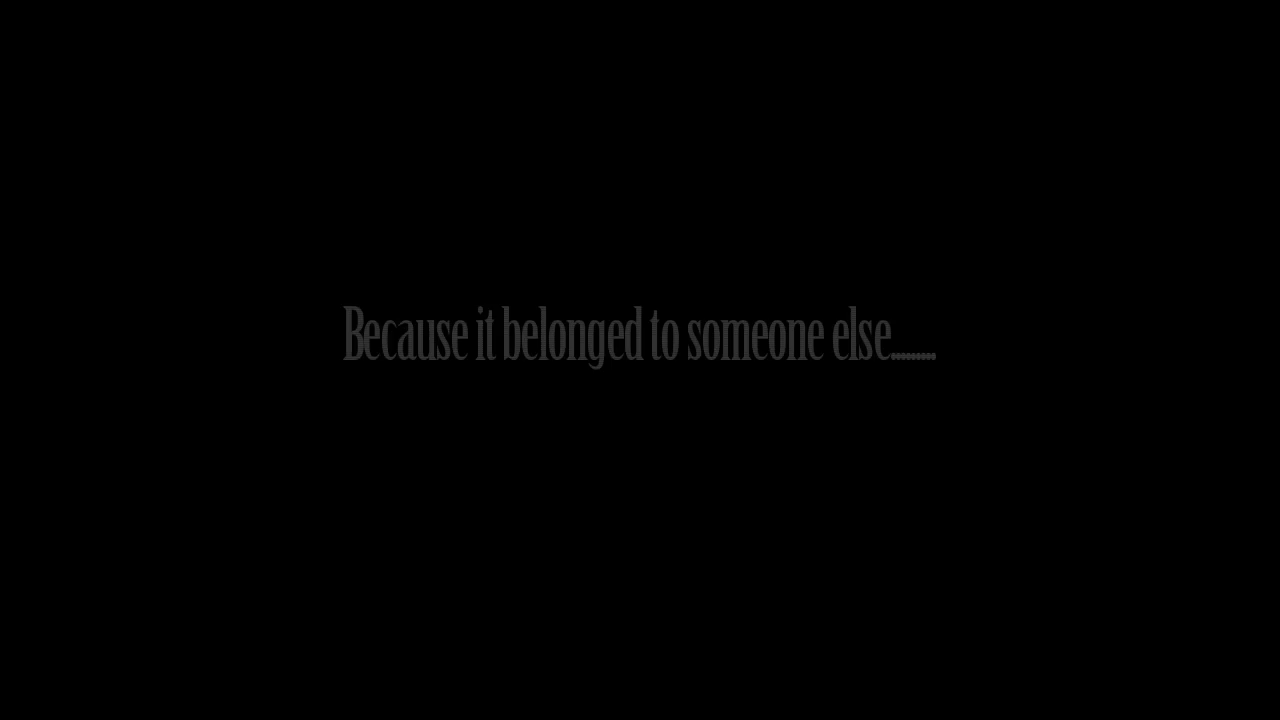 Because it belonged to someone else.........